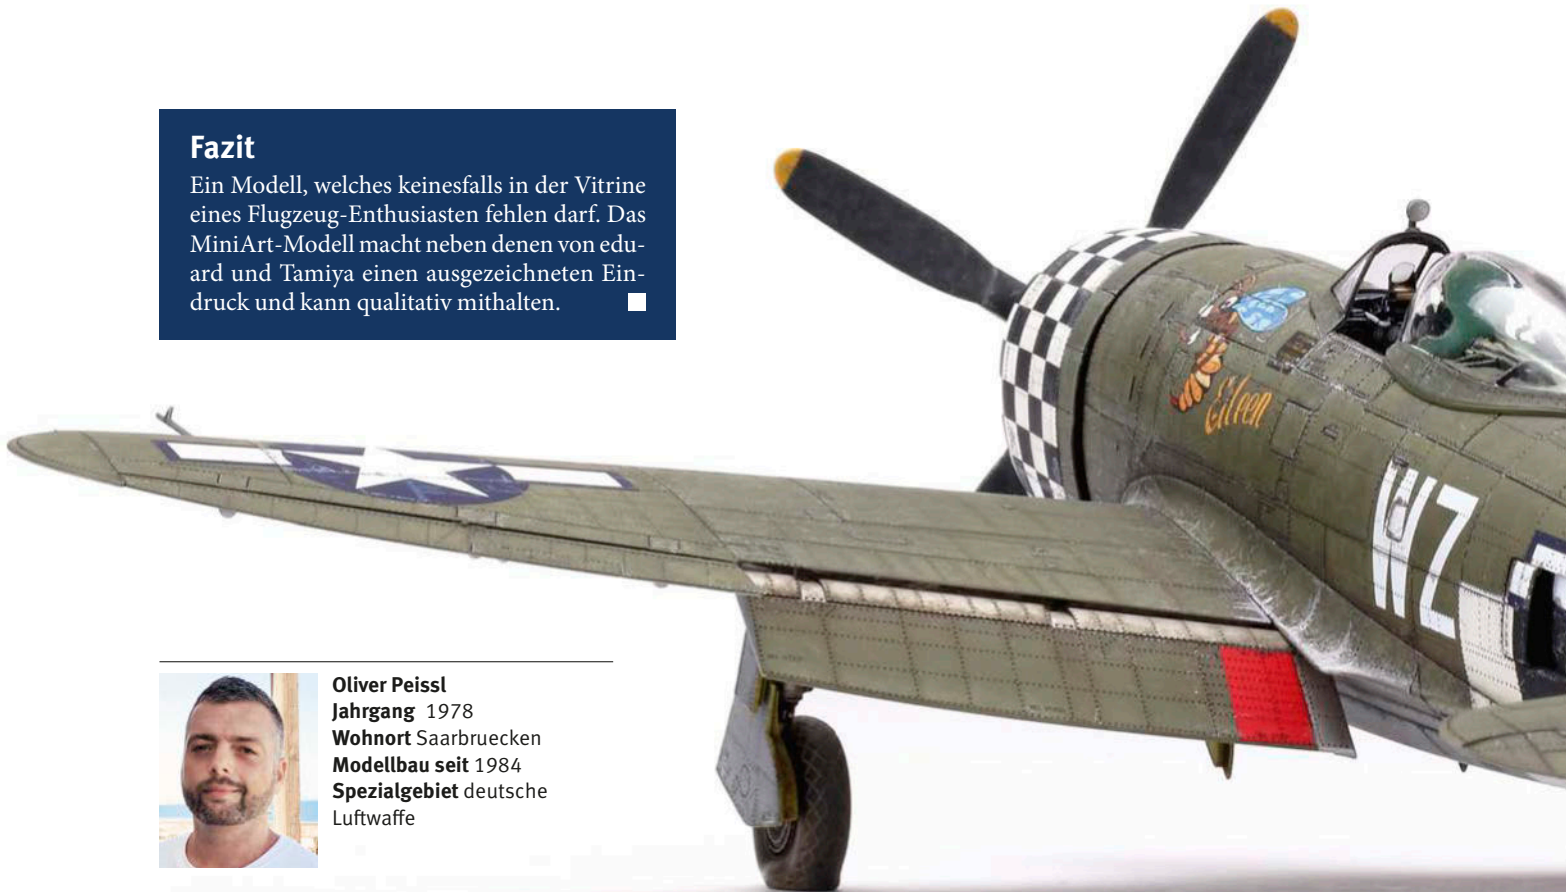 Fazit
Ein Modell, welches keinesfalls in der Vitrine
eines Flugzeug-Enthusiasten fehlen darf. Das
MiniArt-Modell macht neben denen von edu-
ard und Tamiya einen ausgezeichneten Ein-
druck und kann qualitativ mithalten.
Eileen
WZ
Oliver Peissl
Jahrgang 1978
Wohnort Saarbruecken
Modellbau seit 1984
Spezialgebiet deutsche
Luftwaffe